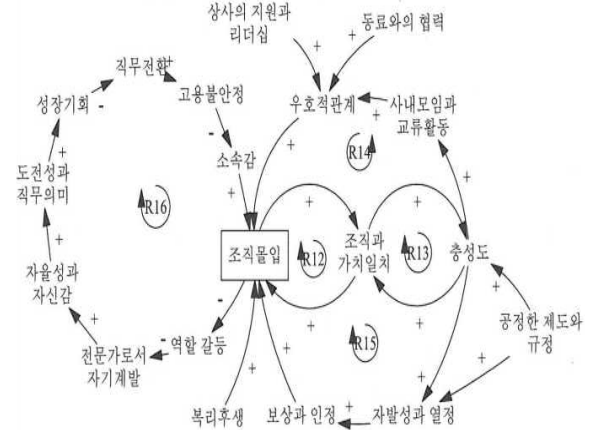 상사의 지원과
리더십
동료와의 협력
직무전환
고용불안정
성장기회
우호적관계
사내모임과
교류활동
소속감
도전성과
직무의미
R14
R16
조직몰입
R12
조직과
가치일치
R13
충성도
자율성과
자신감
공정한 제도와
규정
R15
역할 갈등
전문가로서
자기계발
복리후생
보상과 인정
자발성과 열정